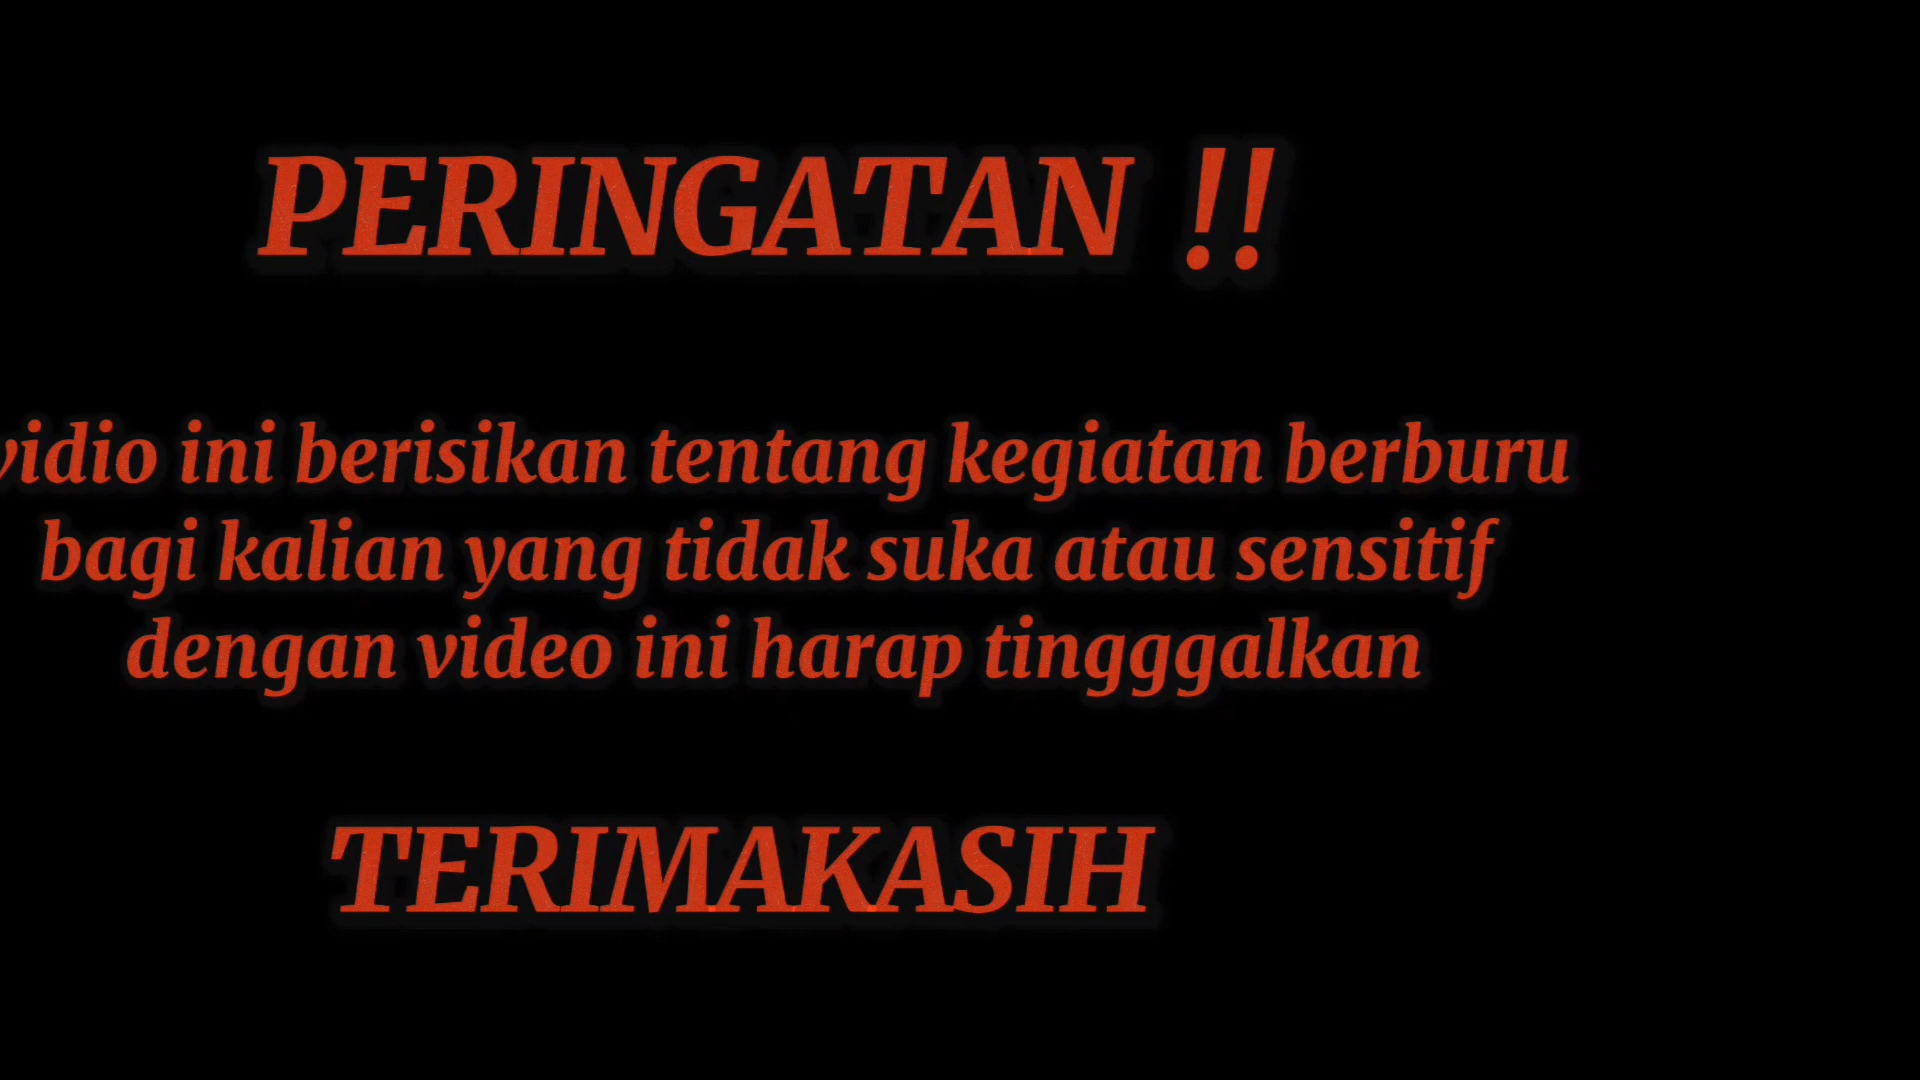 PERINGATAN !!
vidio ini berisikan tentang kegiatan berburu
bagi kalian yang tidak suka atau sensitif
dengan video ini harap tingggalkan
TERIMAKASIH